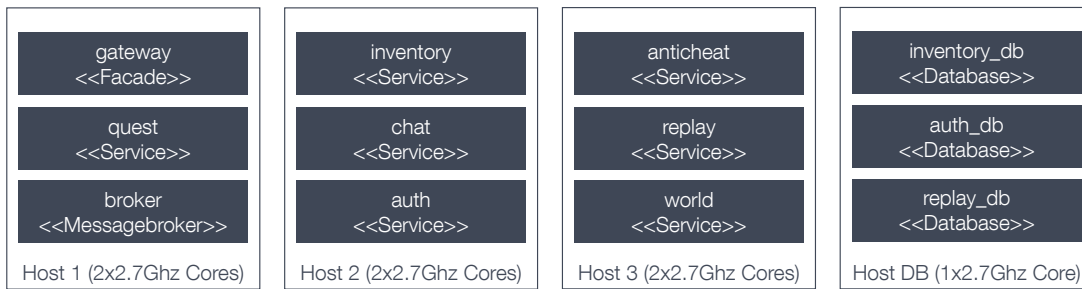 gateway
<<Facade>>
quest
<<Service>>
broker
<<Messagebroker>>
Host 1 (2x2.7Ghz Cores)
inventory
<<Service>>
chat
<<Service>>
auth
<<Service>>
Host 2 (2x2.7Ghz Cores)
anticheat
<<Service>>
replay
<<Service>>
world
<<Service>>
Host 3 (2x2.7Ghz Cores)
inventory_db
<<Database>>
auth_db
<<Database>>
replay_db
<<Database>>
Host DB (1x2.7Ghz Core)